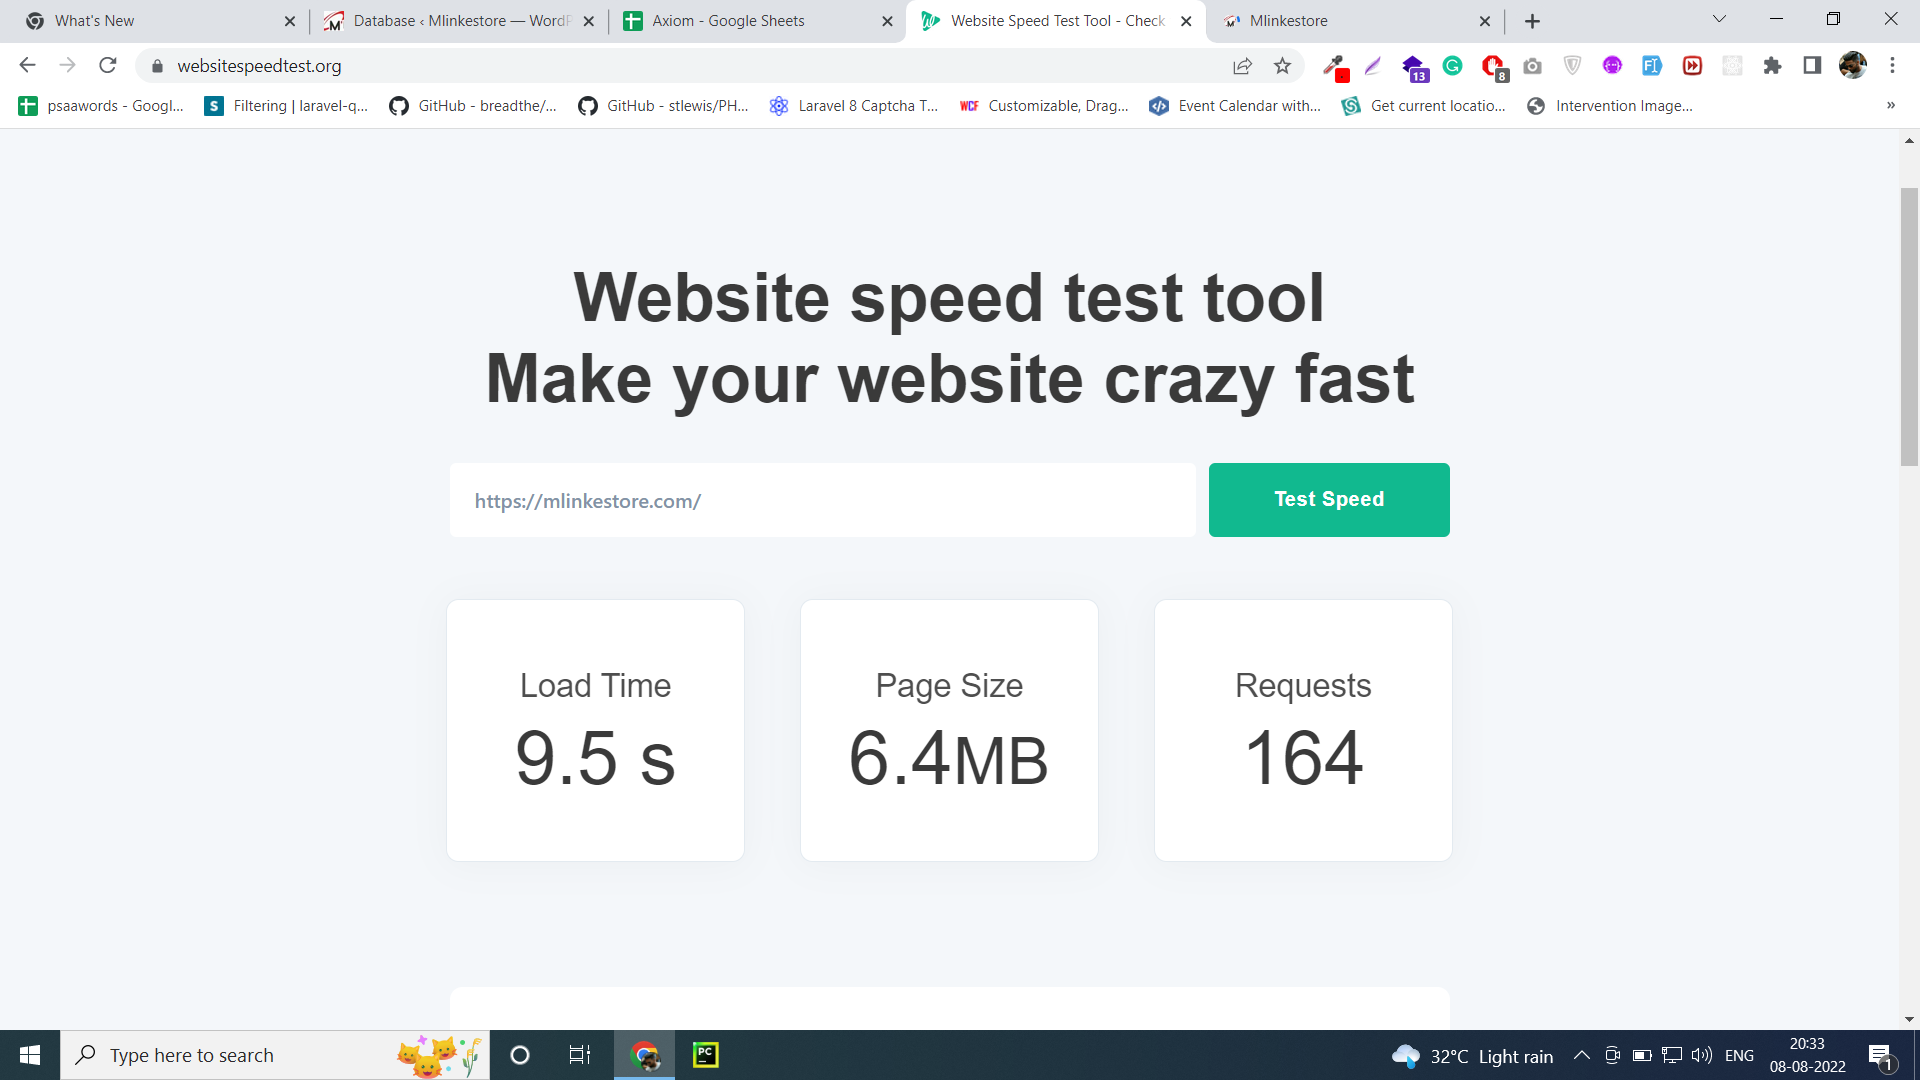 What's New
Database ‹ Mlinkestore — WordP
Axiom - Google Sheets
Website Speed Test Tool - Check
Mlinkestore
websitespeedtest.org
13
8
psaawords - Googl...
Filtering | laravel-q...
GitHub - breadthe/...
GitHub - stlewis/PH...
Laravel 8 Captcha T...
WCF
Customizable, Drag...
Event Calendar with...
Get current locatio...
Intervention Image...
»
Website speed test tool
Make your website crazy fast
https://mlinkestore.com/
Test Speed
Load Time
Page Size
Requests
9.5 s
6.4MB
164
Type here to search
PC
32°C Light rain
ENG
20:33
08-08-2022
1